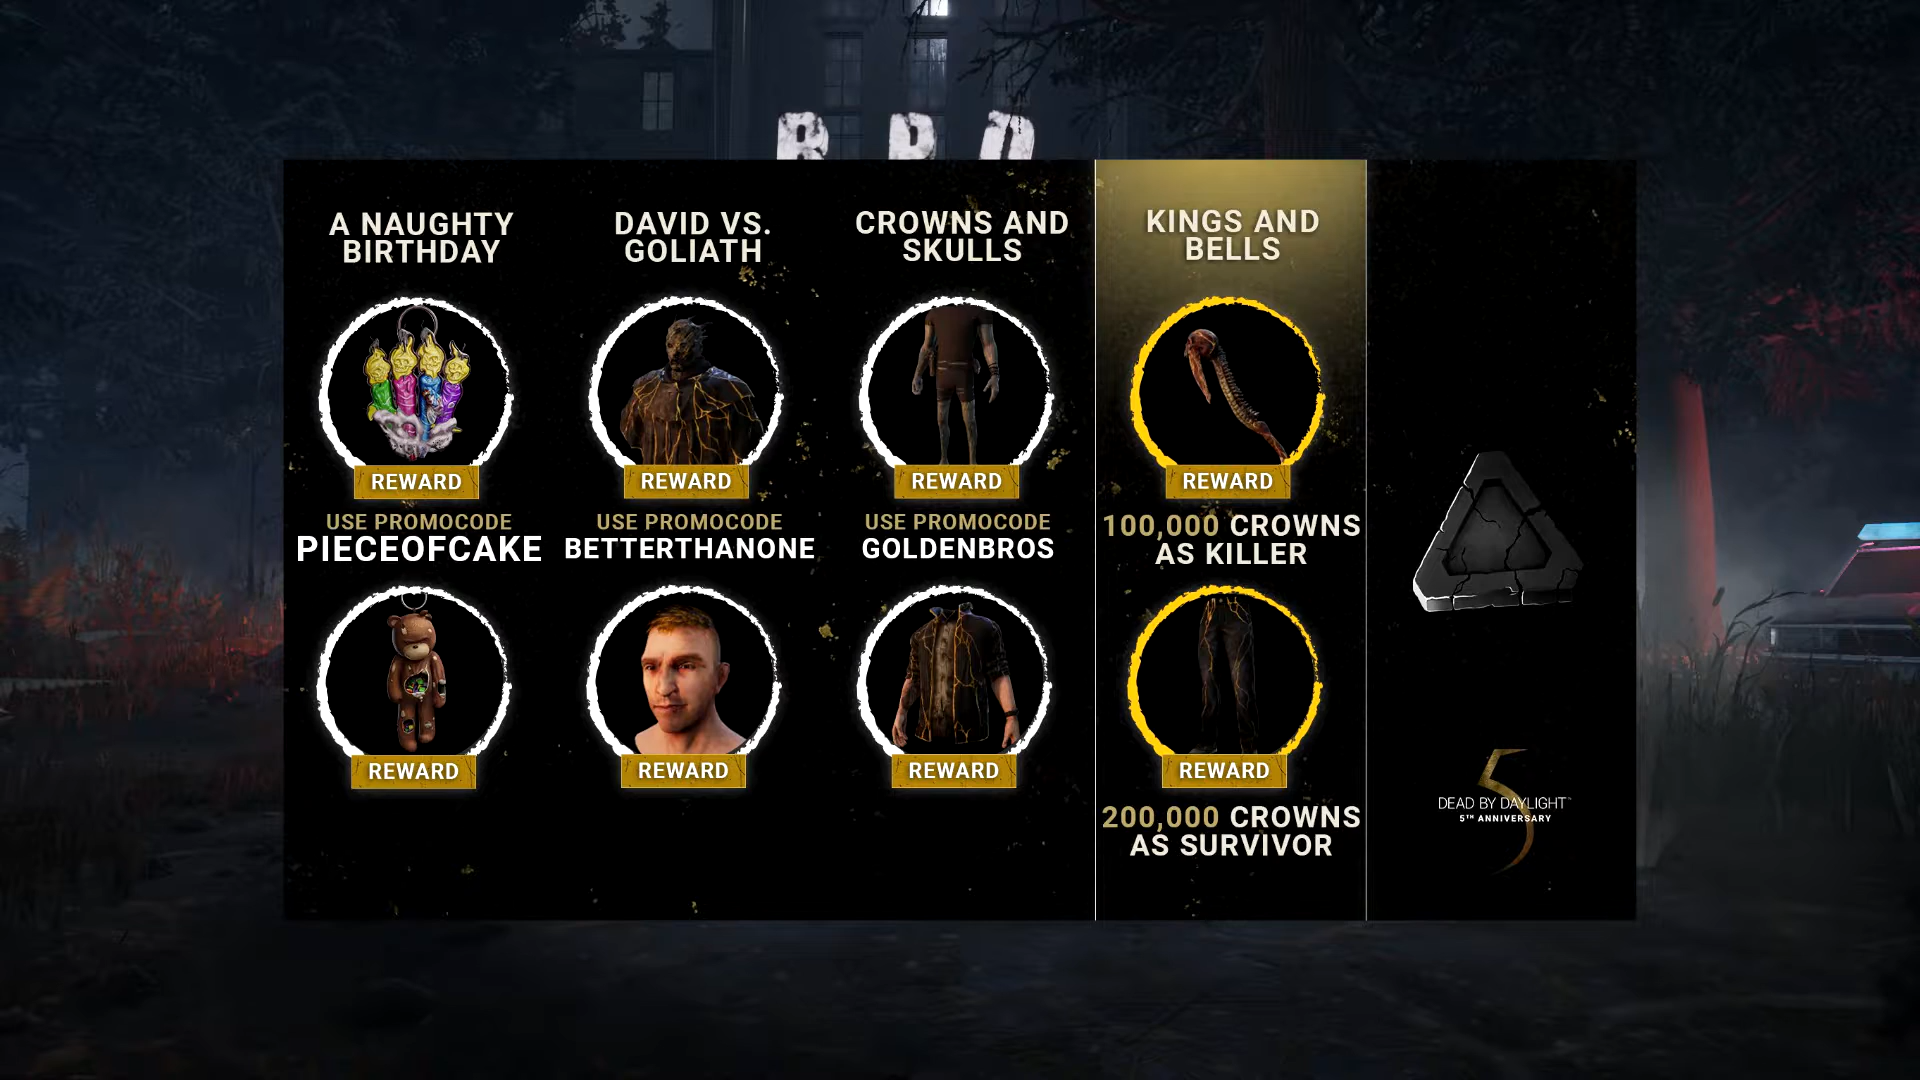 A NAUGHTY
BIRTHDAY
REWARD
USE PROMOCODE
PIECEOFCAKE
REWARD
DAVID VS.
GOLIATH
REWARD
USE PROMOCODE
BETTERTHANONE
REWARD
CROWNS AND
SKULLS
REWARD
USE PROMOCODE
GOLDENBROS
REWARD
KINGS AND
BELLS
REWARD
100,000 CROWNS
AS KILLER
REWARD
200,000 CROWNS
AS SURVIVOR
5
DEAD BY DAYLIGHT™
5TH ANNIVERSARY